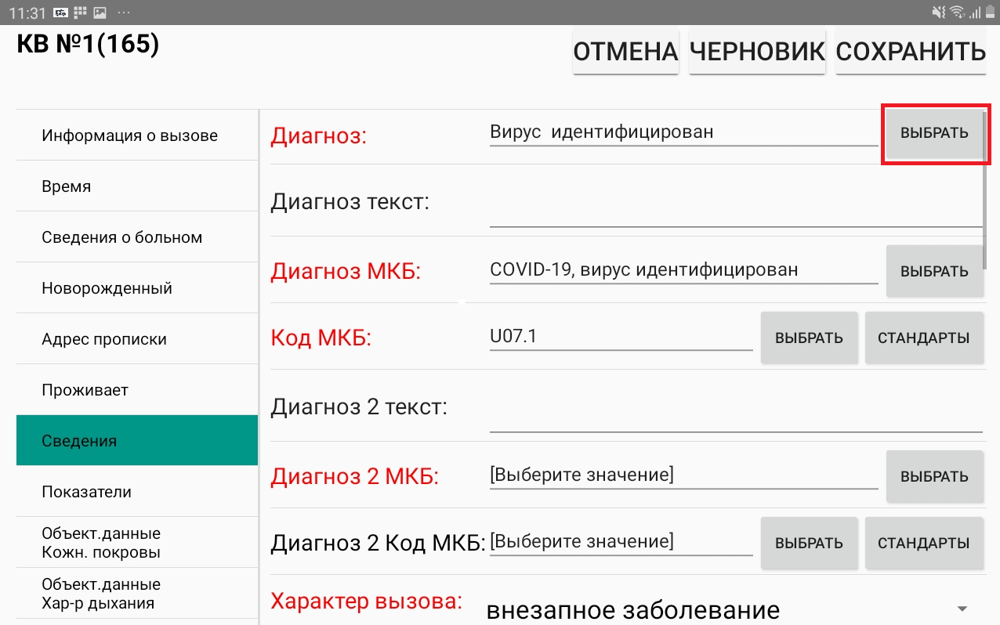 11:31
КВ №1(165)
ОТМЕНА ЧЕРНОВИК СОХРАНИТЬ
Информация о вызове
Время
Сведения о больном
Новорожденный
Адрес прописки
Проживает
Сведения
Показатели
Объект.данные
Кожн. покровы
Объект.данные
Хар-р дыхания
Диагноз: Вирус  идентифицирован ВЫБРАТЬ
Диагноз текст:
Диагноз МКБ: COVID-19, вирус идентифицирован ВЫБРАТЬ
Код МКБ: U07.1 ВЫБРАТЬ СТАНДАРТЫ
Диагноз 2 текст:
Диагноз 2 МКБ: [Выберите значение] ВЫБРАТЬ
Диагноз 2 Код МКБ: [Выберите значение] ВЫБРАТЬ СТАНДАРТЫ
Характер вызова: внезапное заболевание